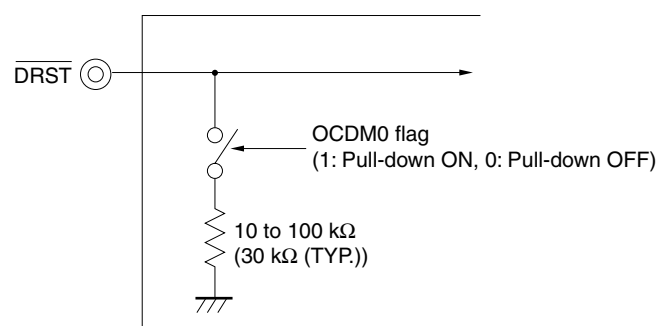 DRST
OCDM0 flag
(1: Pull-down ON, 0: Pull-down OFF)
10 to 100 kΩ
(30 kΩ (TYP.))